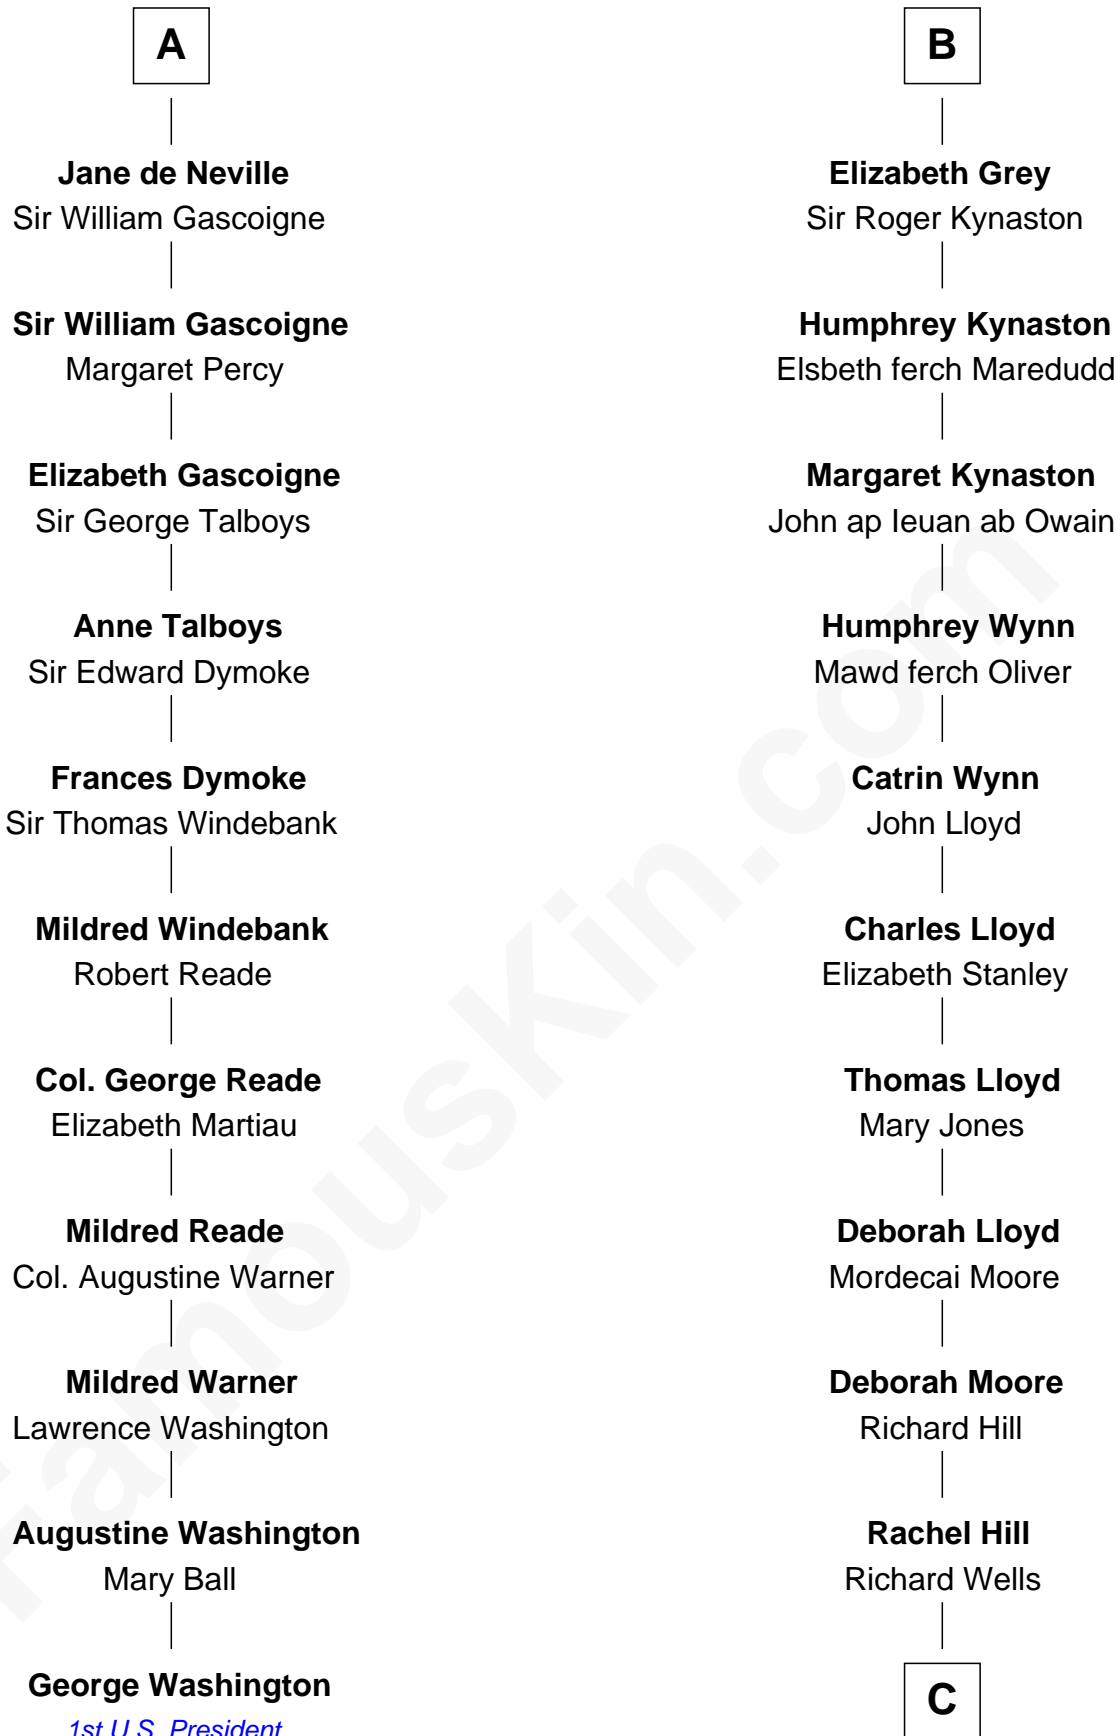 A
Jane de Neville
Sir William Gascoigne
Sir William Gascoigne
Margaret Percy
Elizabeth Gascoigne
Sir George Talboys
Anne Talboys
Sir Edward Dymoke
Frances Dymoke
Sir Thomas Windebank
Mildred Windebank
Robert Reade
Col. George Reade
Elizabeth Martiau
Mildred Reade
Col. Augustine Warner
Mildred Warner
Lawrence Washington
Augustine Washington
Mary Ball
George Washington
1st U.S. President
B
Elizabeth Grey
Sir Roger Kynaston
Humphrey Kynaston
Elsbeth ferch Maredudd
Margaret Kynaston
John ap Ieuan ab Owain
Humphrey Wynn
Mawd ferch Oliver
Catrin Wynn
John Lloyd
Charles Lloyd
Elizabeth Stanley
Thomas Lloyd
Mary Jones
Deborah Lloyd
Mordecai Moore
Deborah Moore
Richard Hill
Rachel Hill
Richard Wells
C
FamousKin.com